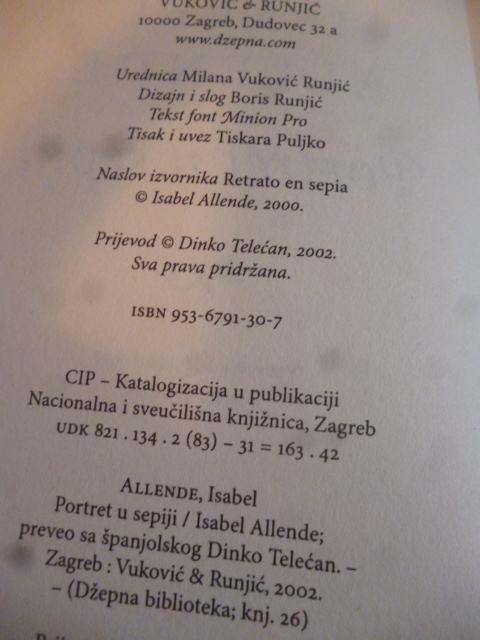 VUKOVIĆ & RUNJIĆ
10000 Zagreb, Dudovec 32 a
www.dzepna.com
Urednica Milana Vuković Runjić
Dizajn i slog Boris Runjić
Tekst font Minion Pro
Tisak i uvez Tiskara Puljko
Naslov izvornika Retrato en sepia
© Isabel Allende, 2000.
Prijevod © Dinko Telećan, 2002.
Sva prava pridržana.
ISBN 953-6791-30-7
CIP – Katalogizacija u publikaciji
Nacionalna i sveučilišna knjižnica, Zagreb
UDK 821 . 134 . 2 (83) – 31 = 163 . 42
ALLENDE, Isabel
Portret u sepiji / Isabel Allende;
preveo sa španjolskog Dinko Telećan. –
Zagreb : Vuković & Runjić, 2002.
– (Džepna biblioteka; knj. 26)